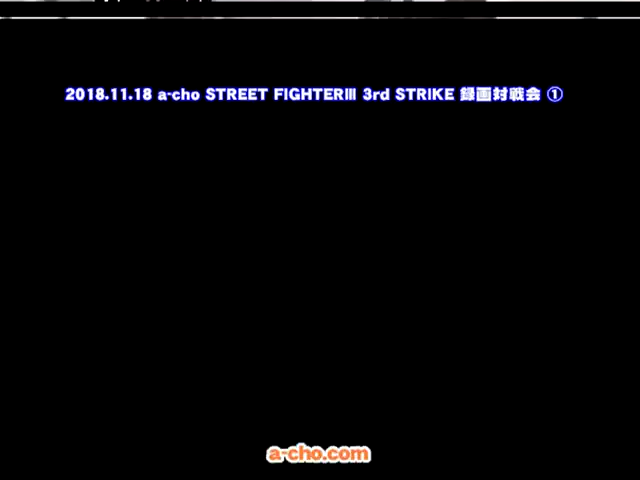 2018.11.18 a-cho STREET FIGHTERIII 3rd STRIKE 録画対戦会 ①
a-cho.com